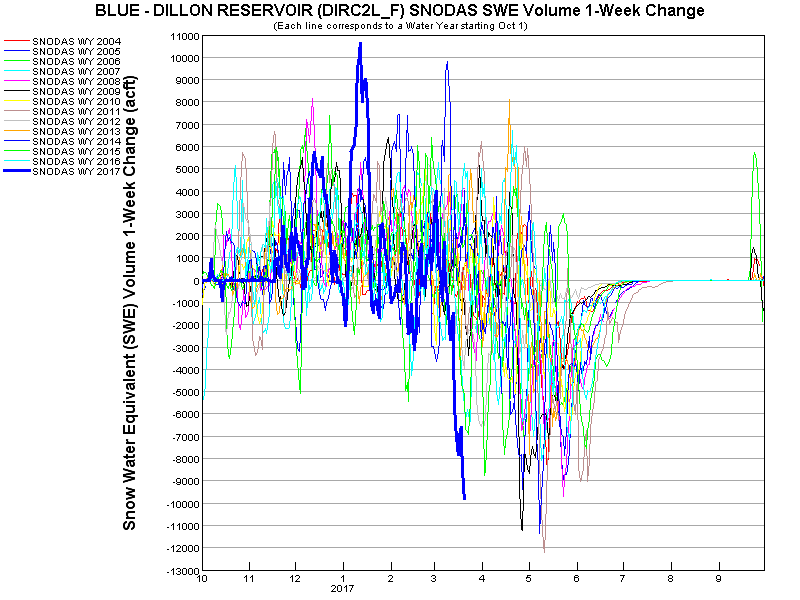 BLUE - DILLON RESERVOIR (DIRC2L_F) SNODAS SWE Volume 1-Week Change
(Each line corresponds to a Water Year starting Oct 1)
SNODAS WY 2004
SNODAS WY 2005
SNODAS WY 2006
SNODAS WY 2007
SNODAS WY 2008
SNODAS WY 2009
SNODAS WY 2010
SNODAS WY 2011
SNODAS WY 2012
SNODAS WY 2013
SNODAS WY 2014
SNODAS WY 2015
SNODAS WY 2016
SNODAS WY 2017
Snow Water Equivalent (SWE) Volume 1-Week Change (acft)
11000
10000
9000
8000
7000
6000
5000
4000
3000
2000
1000
0
-1000
-2000
-3000
-4000
-5000
-6000
-7000
-8000
-9000
-10000
-11000
-12000
-13000
10 11 12 1 2 3 4 5 6 7 8 9
2017